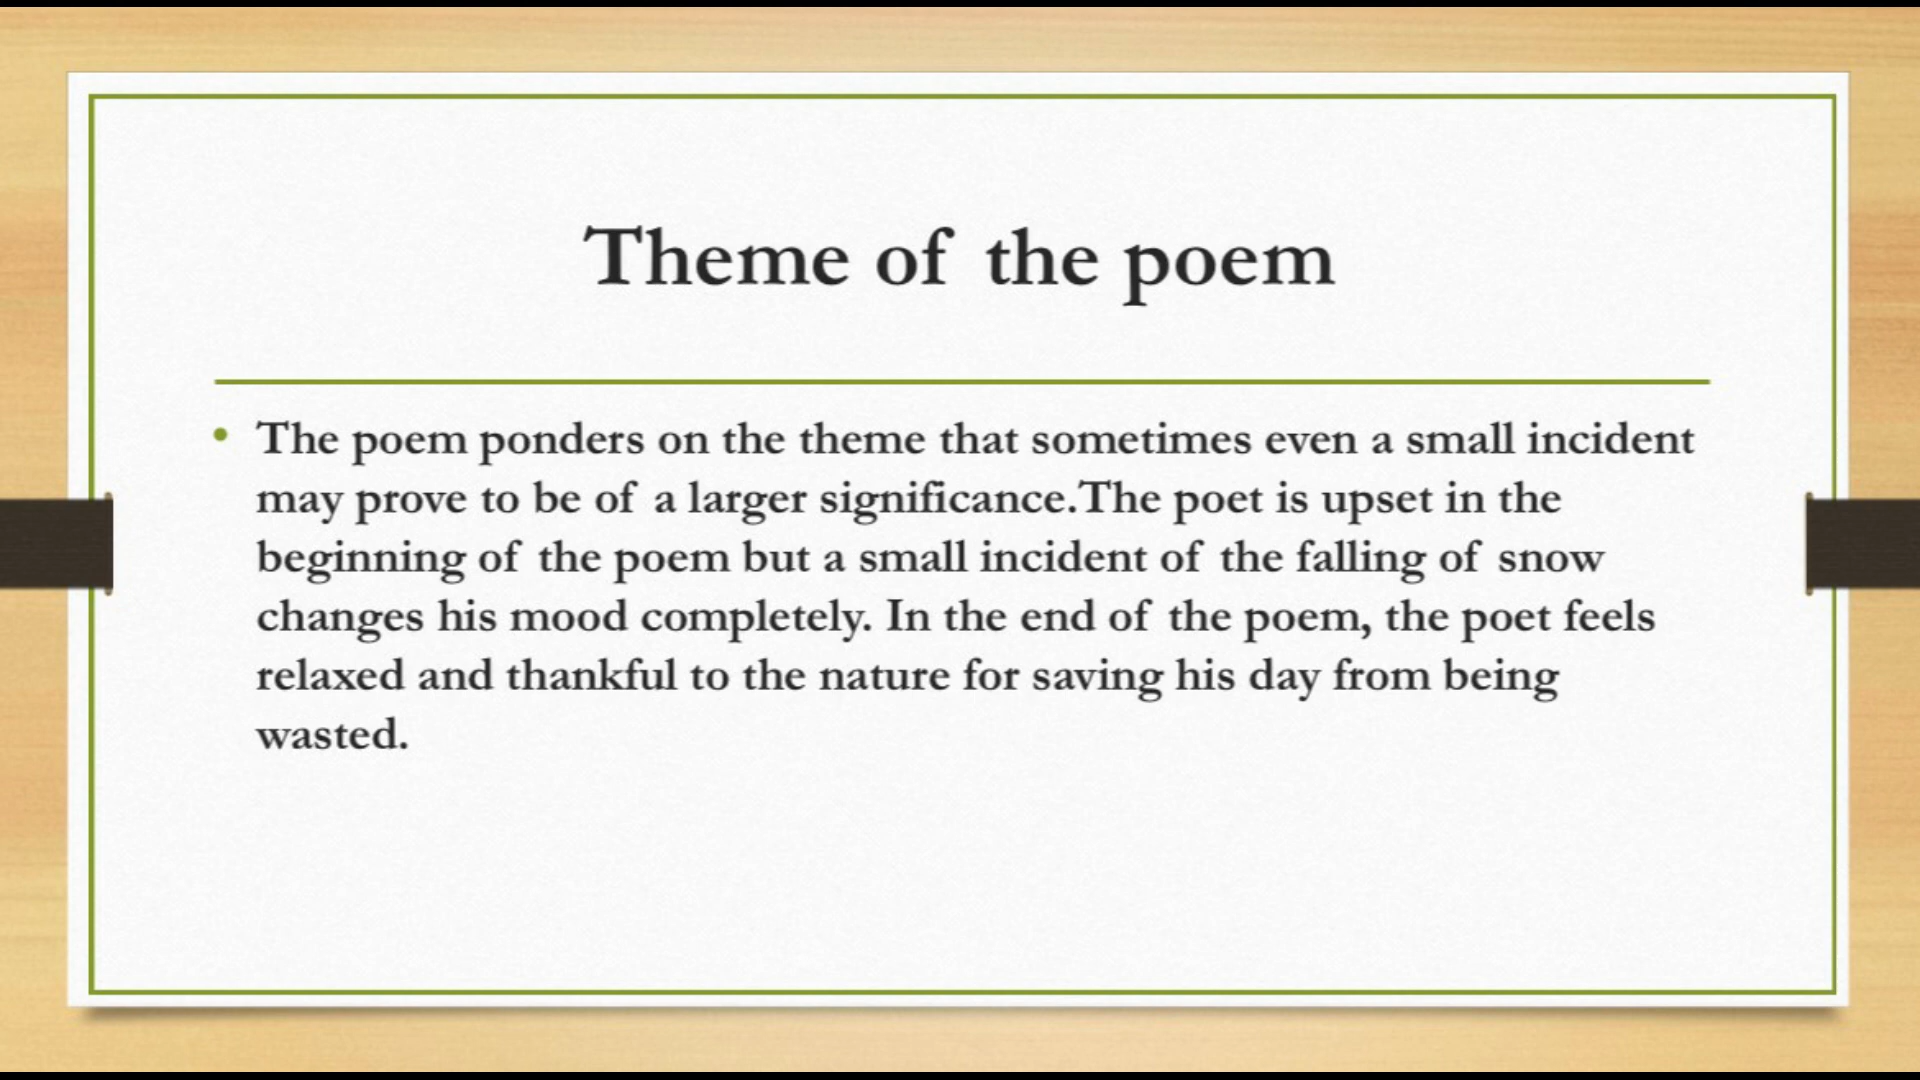 Theme of the poem
• The poem ponders on the theme that sometimes even a small incident
may prove to be of a larger significance.The poet is upset in the
beginning of the poem but a small incident of the falling of snow
changes his mood completely. In the end of the poem, the poet feels
relaxed and thankful to the nature for saving his day from being
wasted.